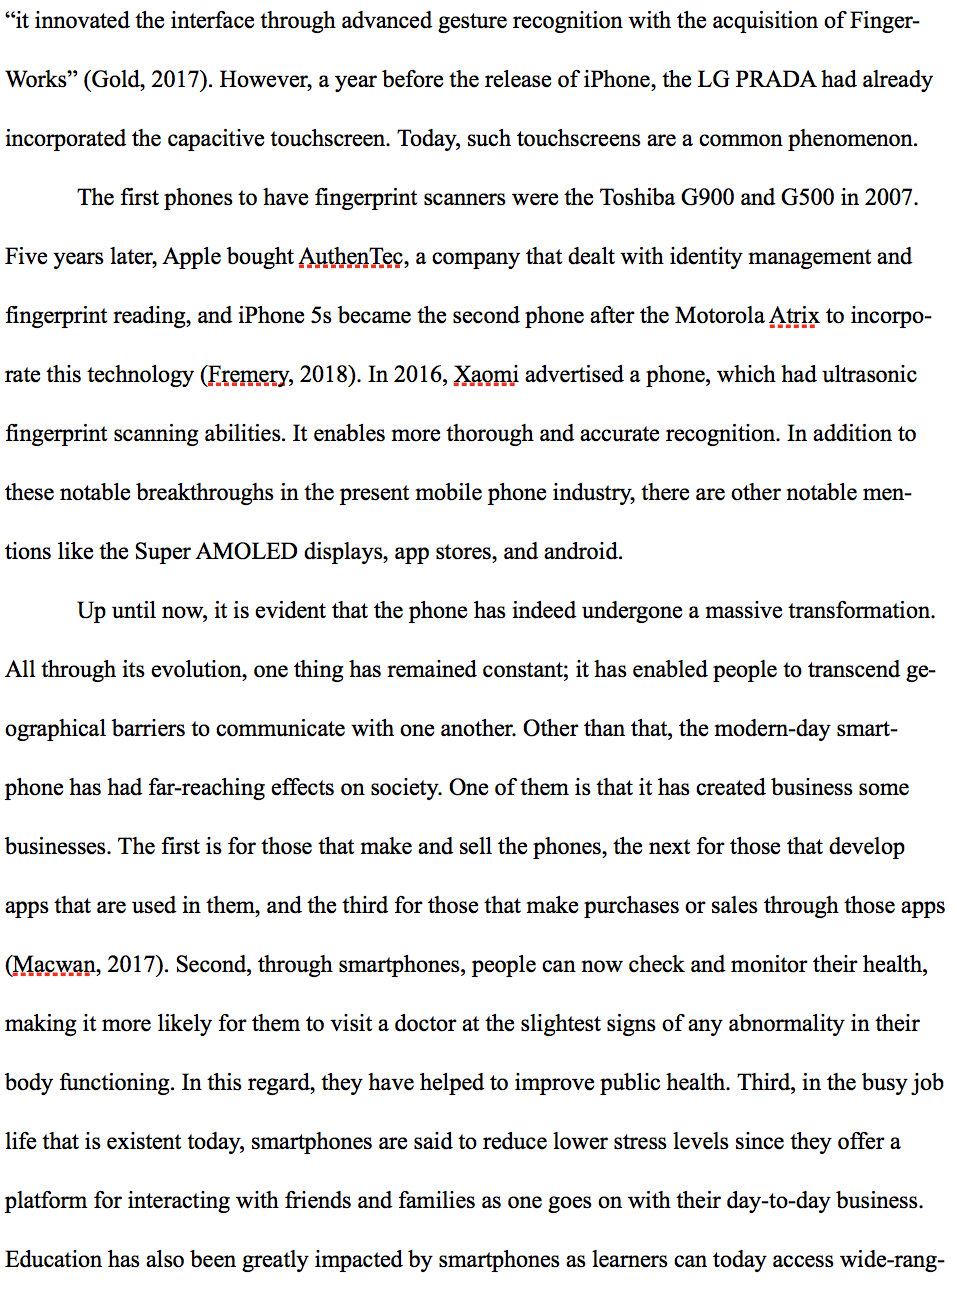 “it innovated the interface through advanced gesture recognition with the acquisition of Finger-
Works” (Gold, 2017). However, a year before the release of iPhone, the LG PRADA had already
incorporated the capacitive touchscreen. Today, such touchscreens are a common phenomenon.
The first phones to have fingerprint scanners were the Toshiba G900 and G500 in 2007.
Five years later, Apple bought AuthenTec, a company that dealt with identity management and
fingerprint reading, and iPhone 5s became the second phone after the Motorola Atrix to incorpo-
rate this technology (Fremery, 2018). In 2016, Xaomi advertised a phone, which had ultrasonic
fingerprint scanning abilities. It enables more thorough and accurate recognition. In addition to
these notable breakthroughs in the present mobile phone industry, there are other notable men-
tions like the Super AMOLED displays, app stores, and android.
Up until now, it is evident that the phone has indeed undergone a massive transformation.
All through its evolution, one thing has remained constant; it has enabled people to transcend ge-
ographical barriers to communicate with one another. Other than that, the modern-day smart-
phone has had far-reaching effects on society. One of them is that it has created business some
businesses. The first is for those that make and sell the phones, the next for those that develop
apps that are used in them, and the third for those that make purchases or sales through those apps
(Macwan, 2017). Second, through smartphones, people can now check and monitor their health,
making it more likely for them to visit a doctor at the slightest signs of any abnormality in their
body functioning. In this regard, they have helped to improve public health. Third, in the busy job
life that is existent today, smartphones are said to reduce lower stress levels since they offer a
platform for interacting with friends and families as one goes on with their day-to-day business.
Education has also been greatly impacted by smartphones as learners can today access wide-rang-